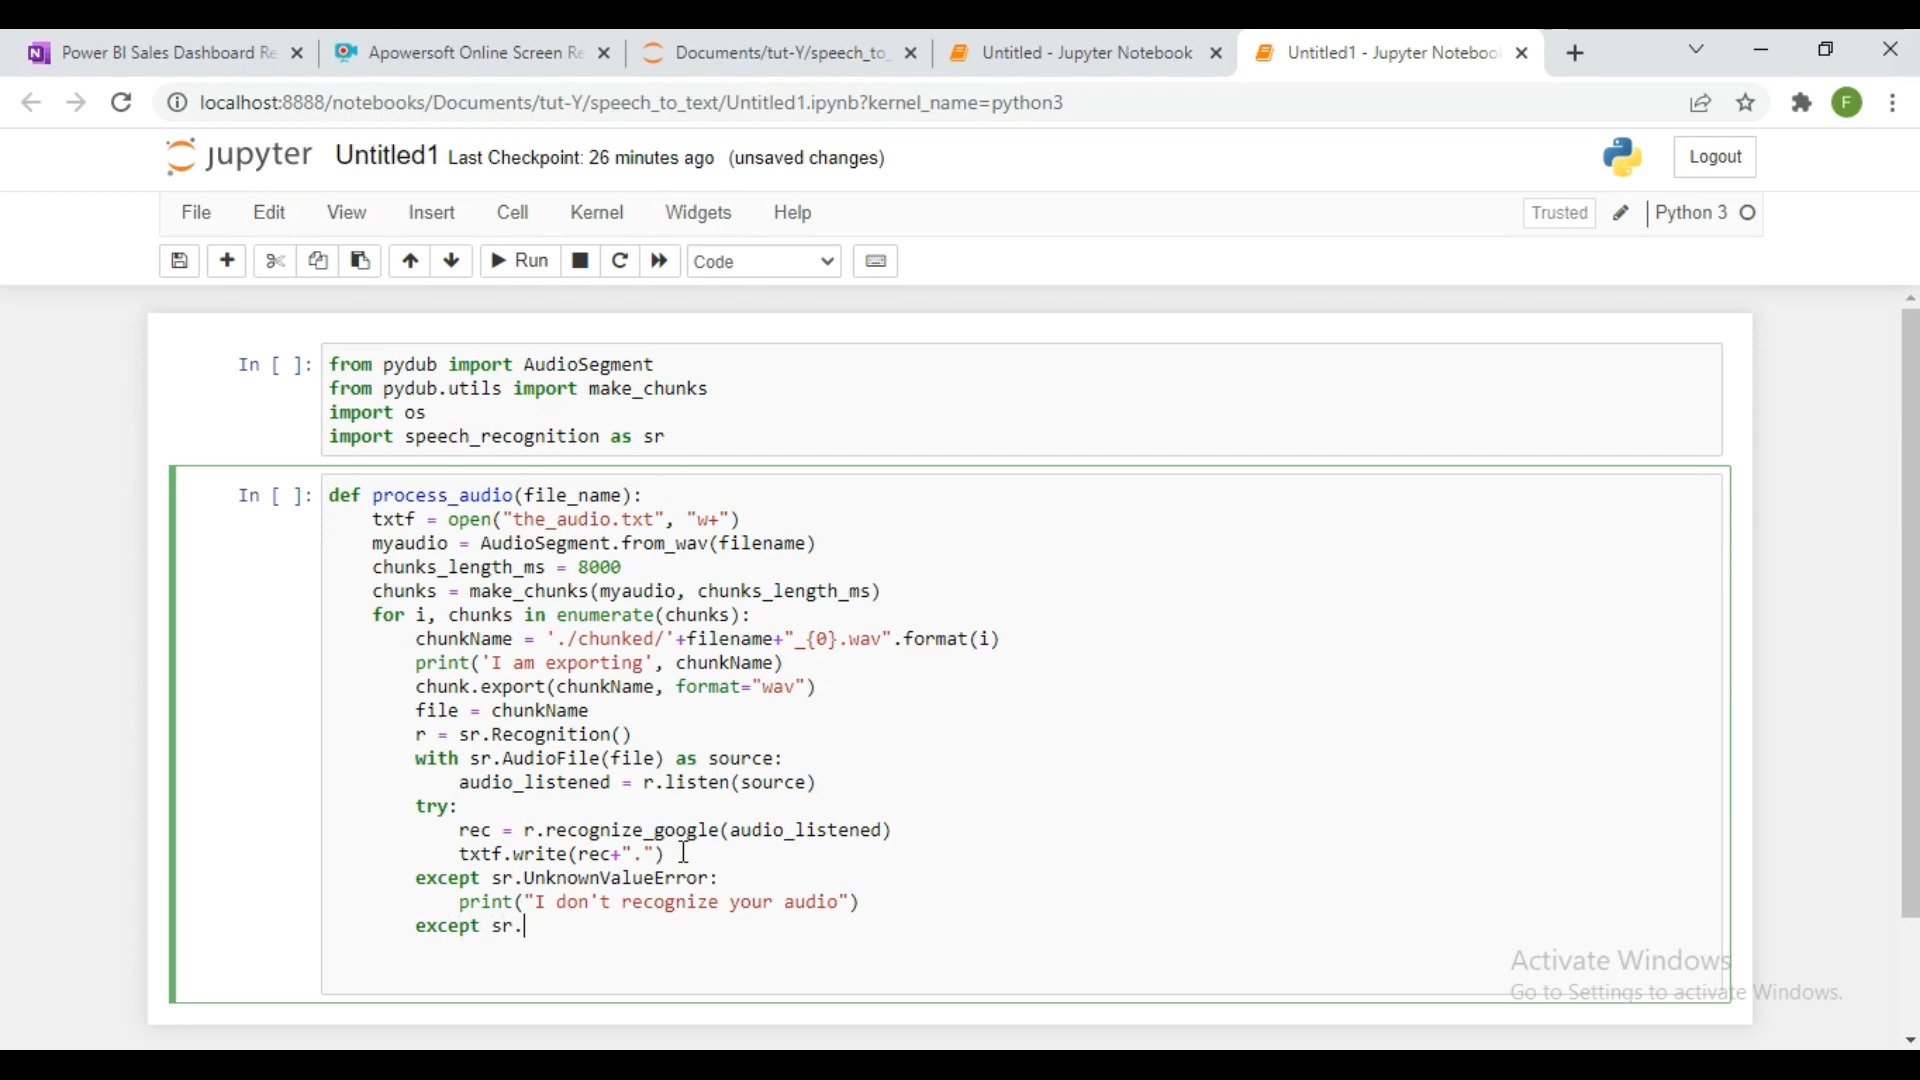 Power BI Sales Dashboard Re
Apowersoft Online Screen Re
Documents/tut-Y/speech_to_
Untitled - Jupyter Notebook
Untitled1 - Jupyter Notebook
localhost:8888/notebooks/Documents/tut-Y/speech_to_text/Untitled1.ipynb?kernel_name=python3
F
jupyter Untitled1 Last Checkpoint: 26 minutes ago (unsaved changes)
Logout
File Edit View Insert Cell Kernel Widgets Help
Trusted Python 3
Run Code
In [ ]: from pydub import AudioSegment
from pydub.utils import make_chunks
import os
import speech_recognition as sr
In [ ]: def process_audio(file_name):
    txtf = open("the_audio.txt", "w+")
    myaudio = AudioSegment.from_wav(filename)
    chunks_length_ms = 8000
    chunks = make_chunks(myaudio, chunks_length_ms)
    for i, chunks in enumerate(chunks):
        chunkName = './chunked/'+filename+"_{0}.wav".format(i)
        print('I am exporting', chunkName)
        chunk.export(chunkName, format="wav")
        file = chunkName
        r = sr.Recognition()
        with sr.AudioFile(file) as source:
            audio_listened = r.listen(source)
        try:
            rec = r.recognize_google(audio_listened)
            txtf.write(rec+".")
        except sr.UnknownValueError:
            print("I don't recognize your audio")
        except sr.
Activate Windows
Go to Settings to activate Windows.